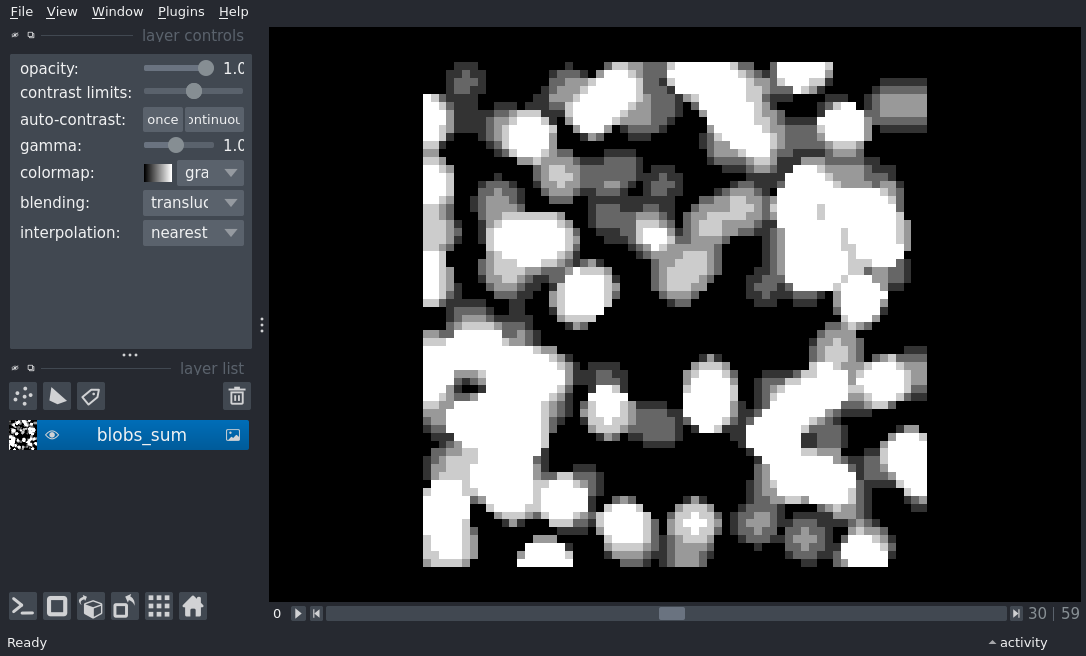 File View Window Plugins Help
layer controls
opacity: 1.0
contrast limits:
auto-contrast: once ontinuou
gamma: 1.0
colormap: gra
blending: transluc
interpolation: nearest
layer list
blobs_sum
0 30 | 59
Ready activity